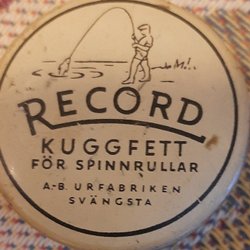 RECORD
KUGGFETT
FÖR SPINNRULLAR
A.-B. URFABRIKEN
SVÄNGSTA